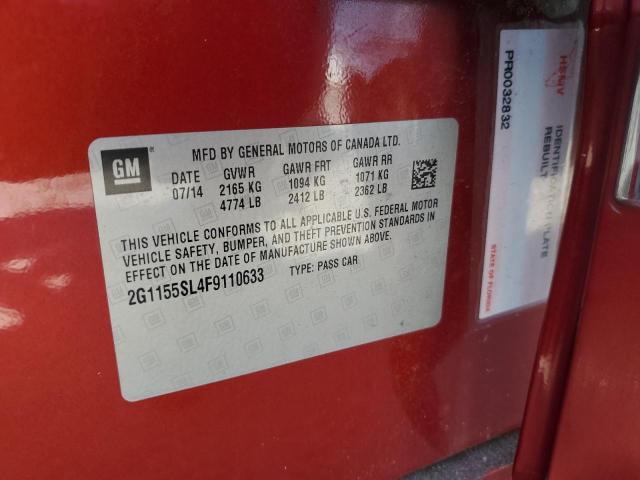 GM
MFD BY GENERAL MOTORS OF CANADA LTD.
DATE GVWR GAWR FRT GAWR RR
07/14 2165 KG 1094 KG 1071 KG
4774 LB 2412 LB 2362 LB
THIS VEHICLE CONFORMS TO ALL APPLICABLE U.S. FEDERAL MOTOR
VEHICLE SAFETY, BUMPER, AND THEFT PREVENTION STANDARDS IN
EFFECT ON THE DATE OF MANUFACTURE SHOWN ABOVE.
2G1155SL4F9110633 TYPE: PASS CAR
PR0032832
HSMV
REBUILT
STATE OF FLORIDA